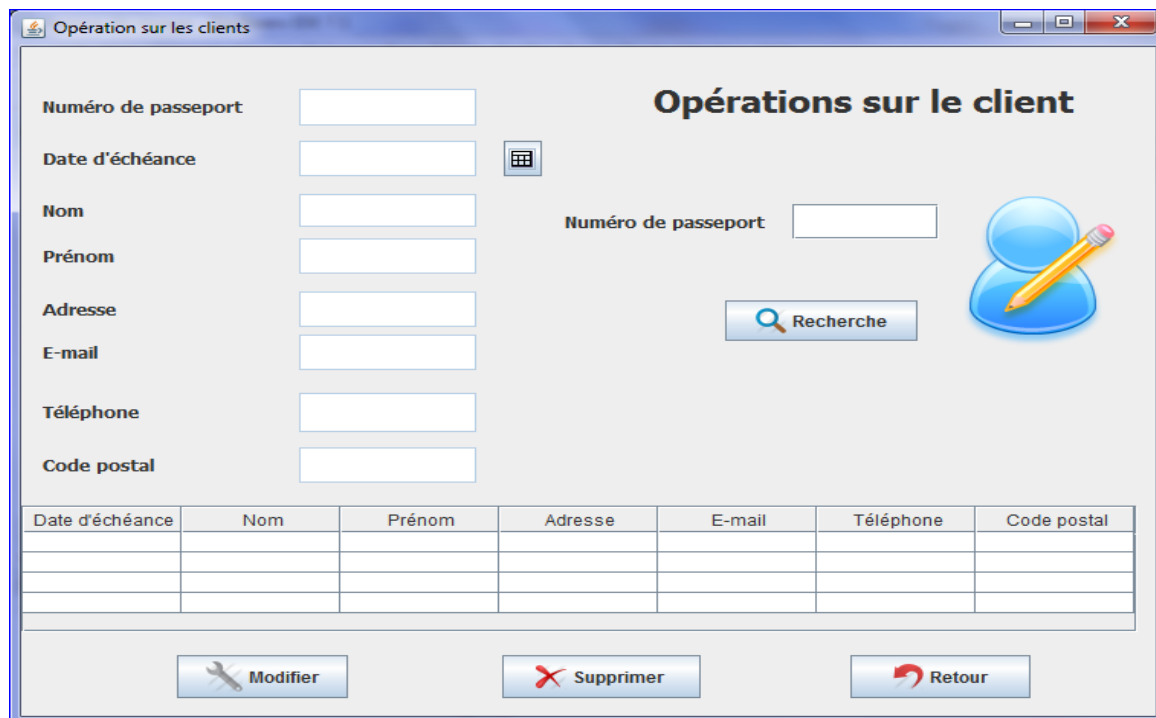 Opération sur les clients
Opérations sur le client
Numéro de passeport
Date d'échéance
Nom
Prénom
Adresse
E-mail
Téléphone
Code postal
Numéro de passeport
Recherche
Date d'échéance Nom Prénom Adresse E-mail Téléphone Code postal
Modifier Supprimer Retour